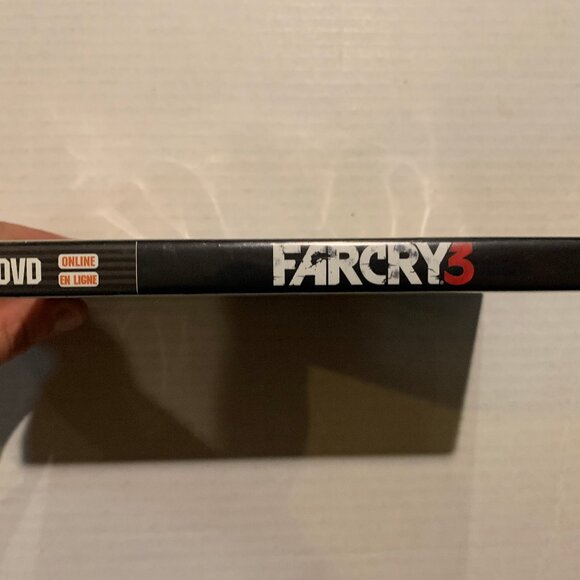 DVD
ONLINE
EN LIGNE
FARCRY3